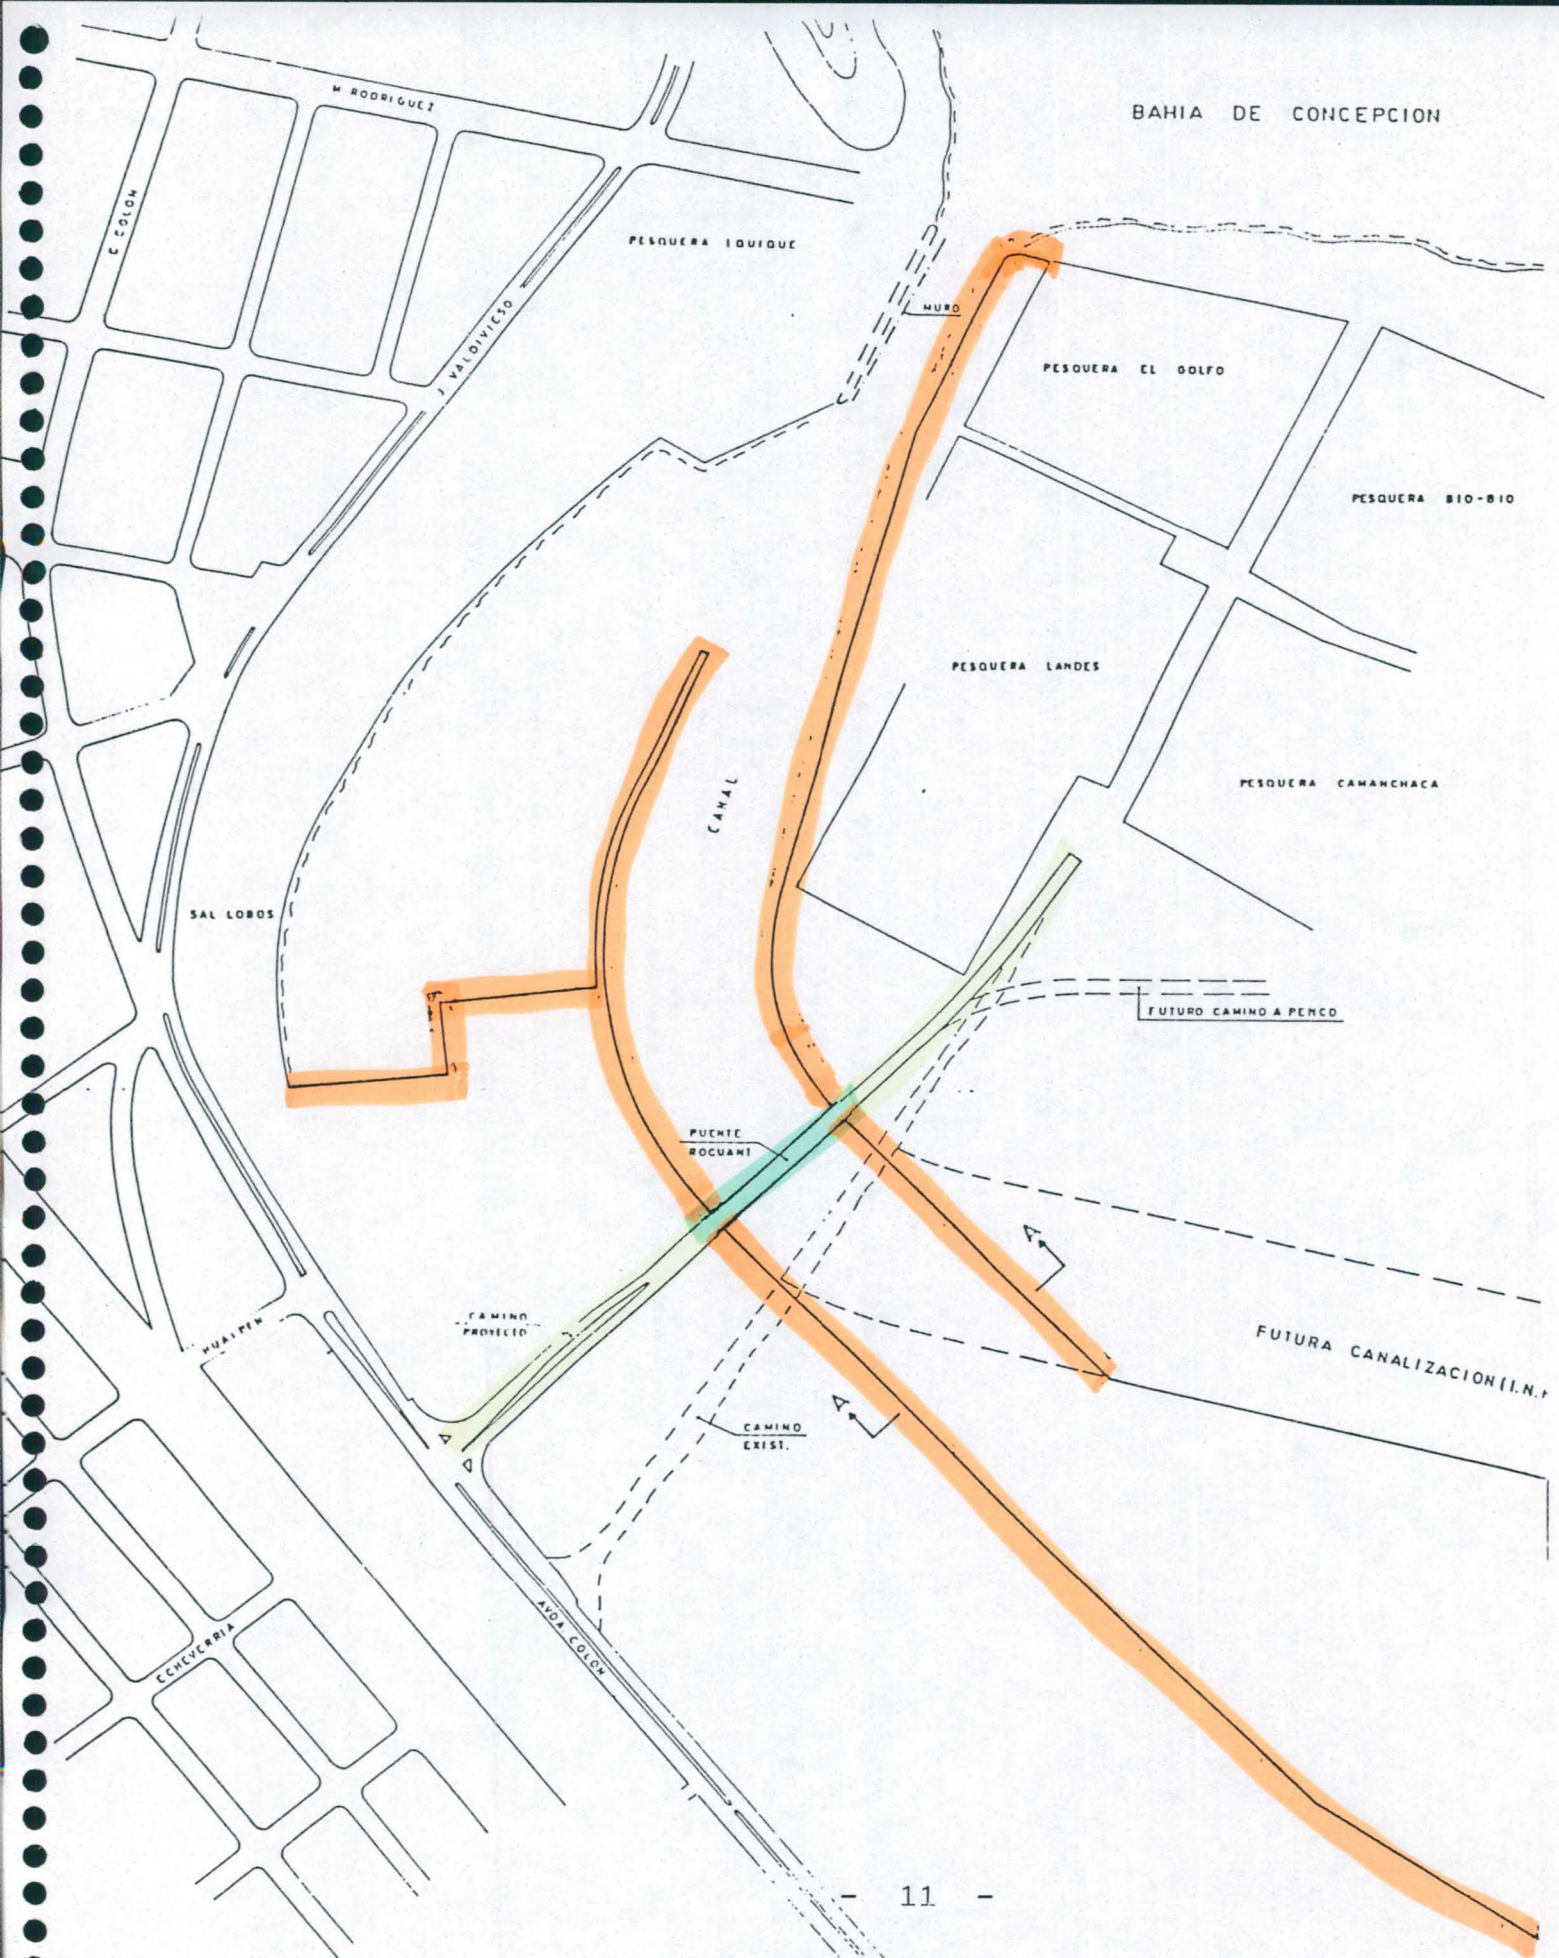 BAHIA DE CONCEPCION
M RODRIGUEZ
C COLON
PESQUERA IQUIQUE
J. VALDIVIESO
MURO
PESQUERA EL GOLFO
PESQUERA BIO-BIO
PESQUERA LANDES
CANAL
PESQUERA CAMANCHACA
SAL LOBOS
FUTURO CAMINO A PENCO
PUENTE
ROCUANT
A
CAMINO
PROYECTO
HUALPEN
FUTURA CANALIZACION (I.N.H
A
CAMINO
EXIST.
AVDA COLON
ECHEVERRIA
- 11 -